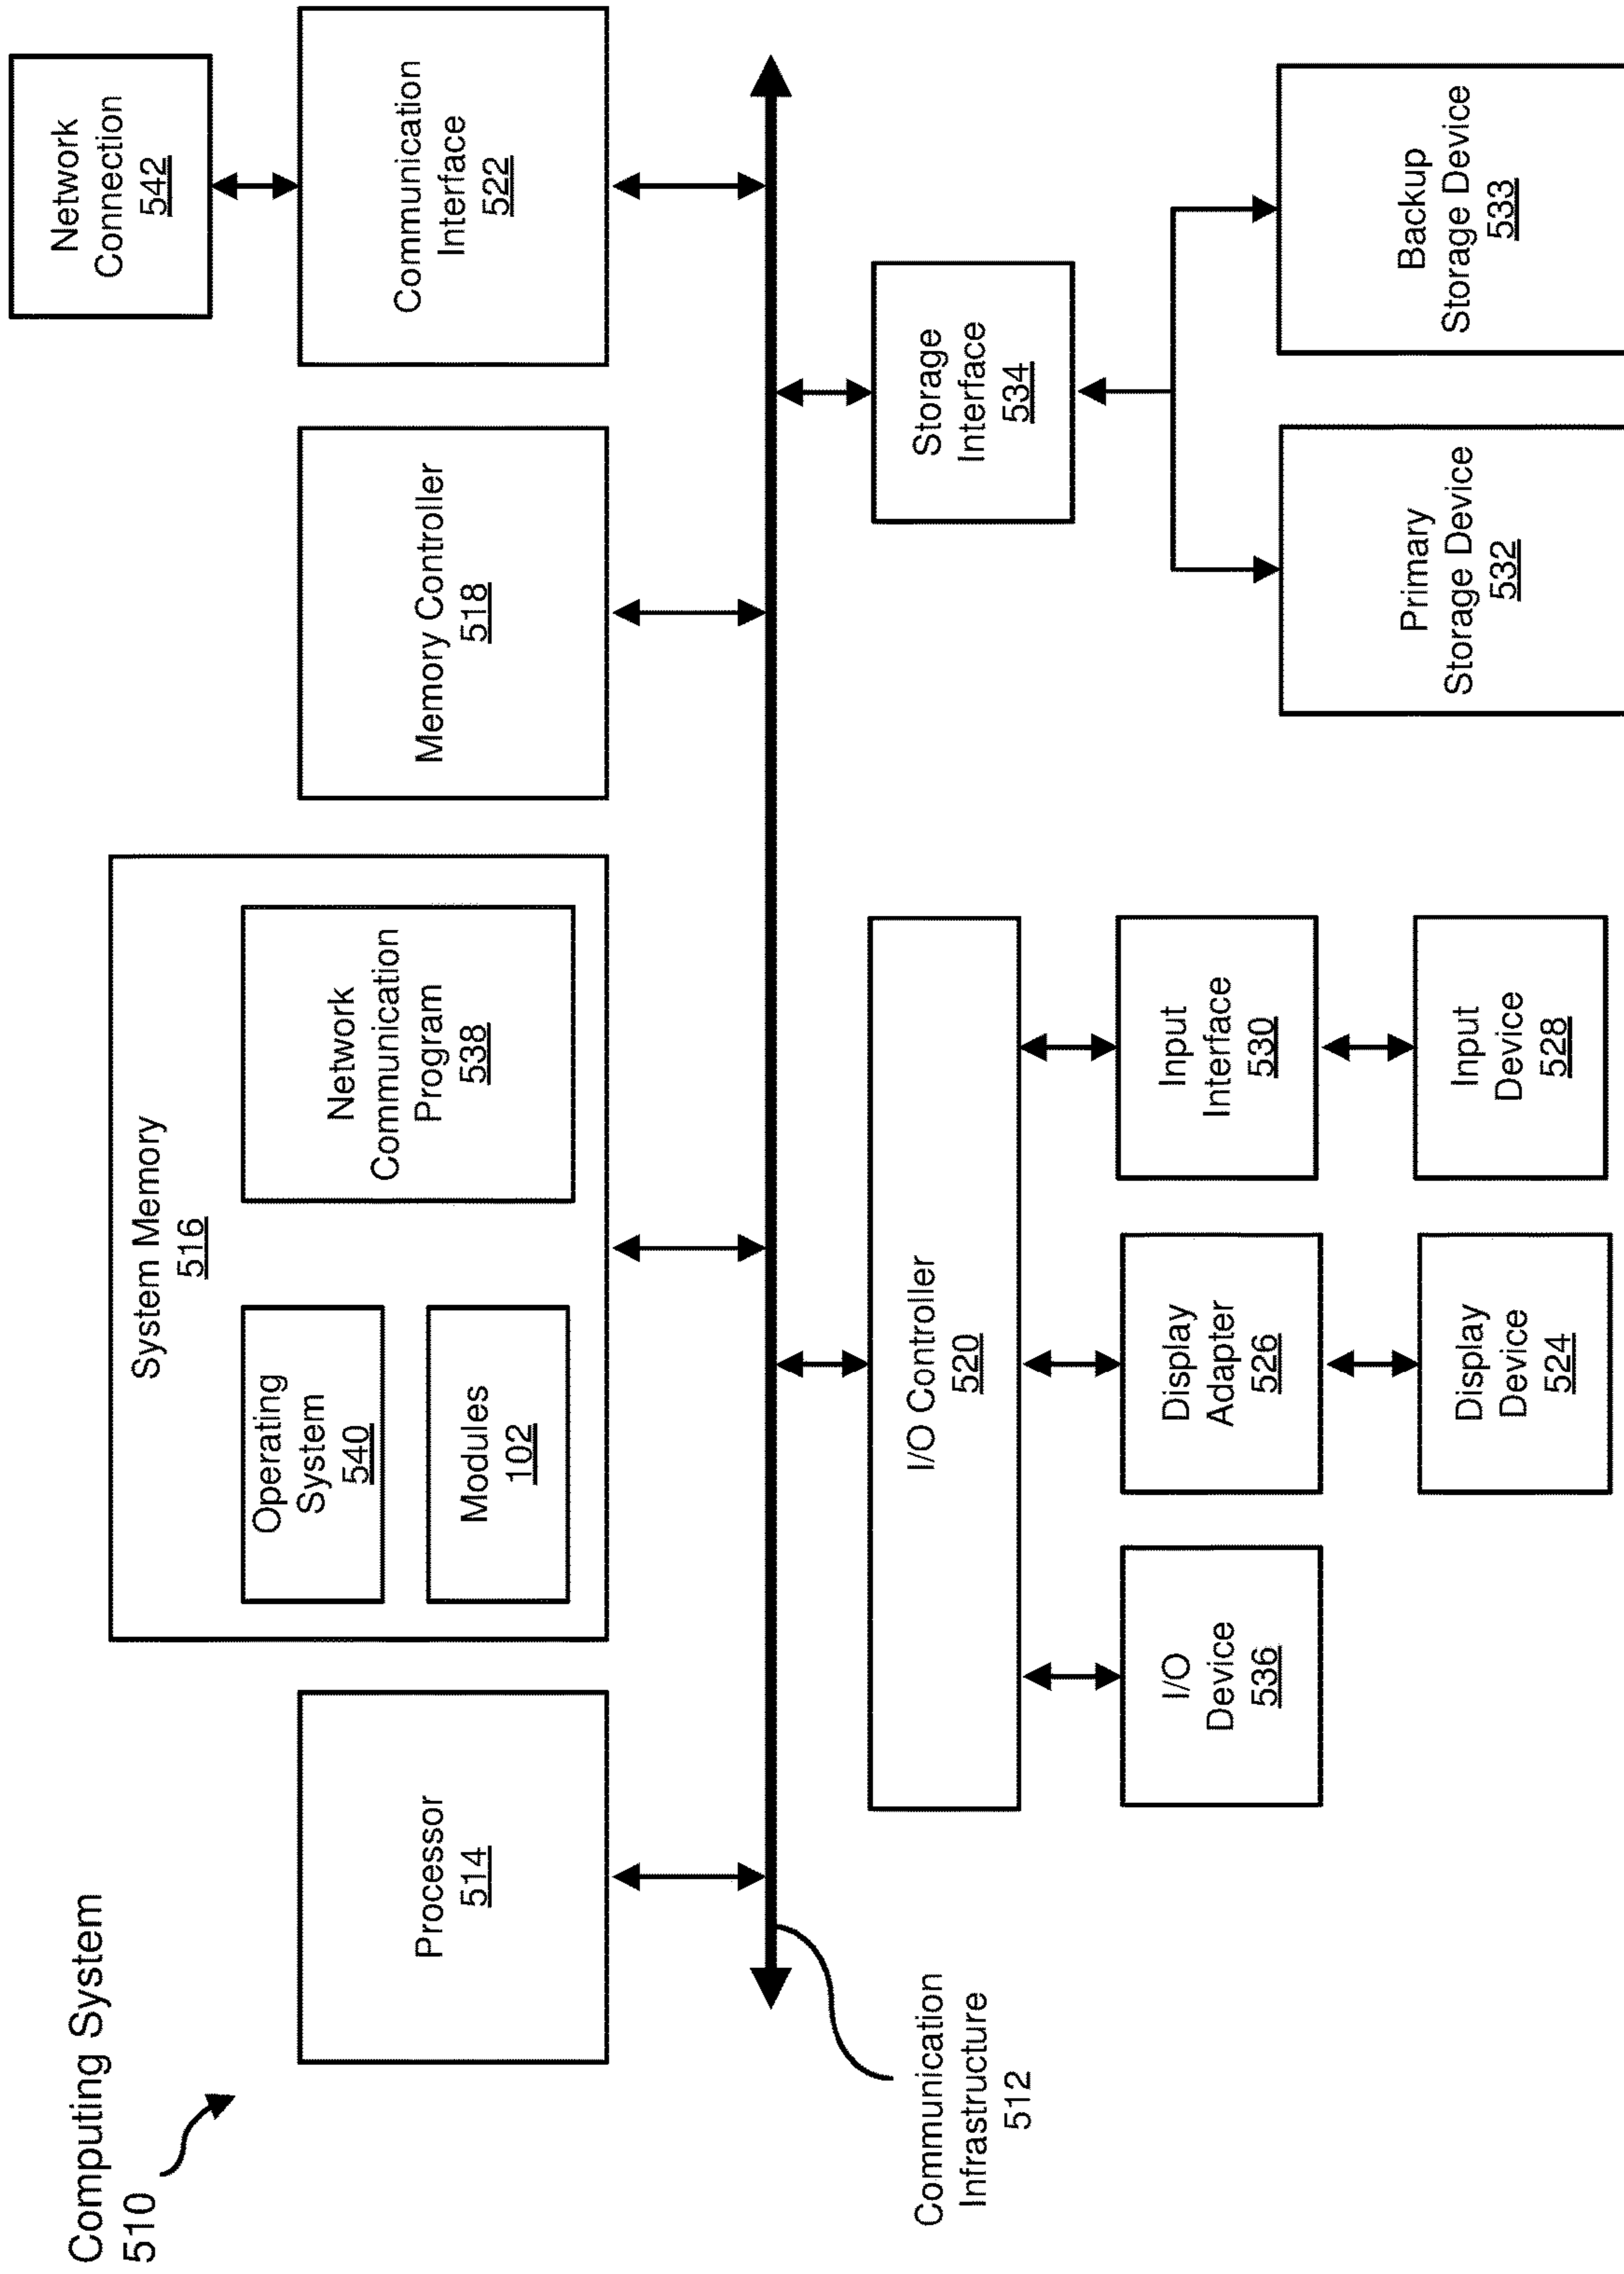 Computing System
510
Processor
514
System Memory
516
Operating
System
540
Modules
102
Network
Communication
Program
538
Memory Controller
518
Communication
Interface
522
Network
Connection
542
Communication
Infrastructure
512
I/O Controller
520
I/O
Device
536
Display
Adapter
526
Input
Interface
530
Display
Device
524
Input
Device
528
Storage
Interface
534
Primary
Storage Device
532
Backup
Storage Device
533